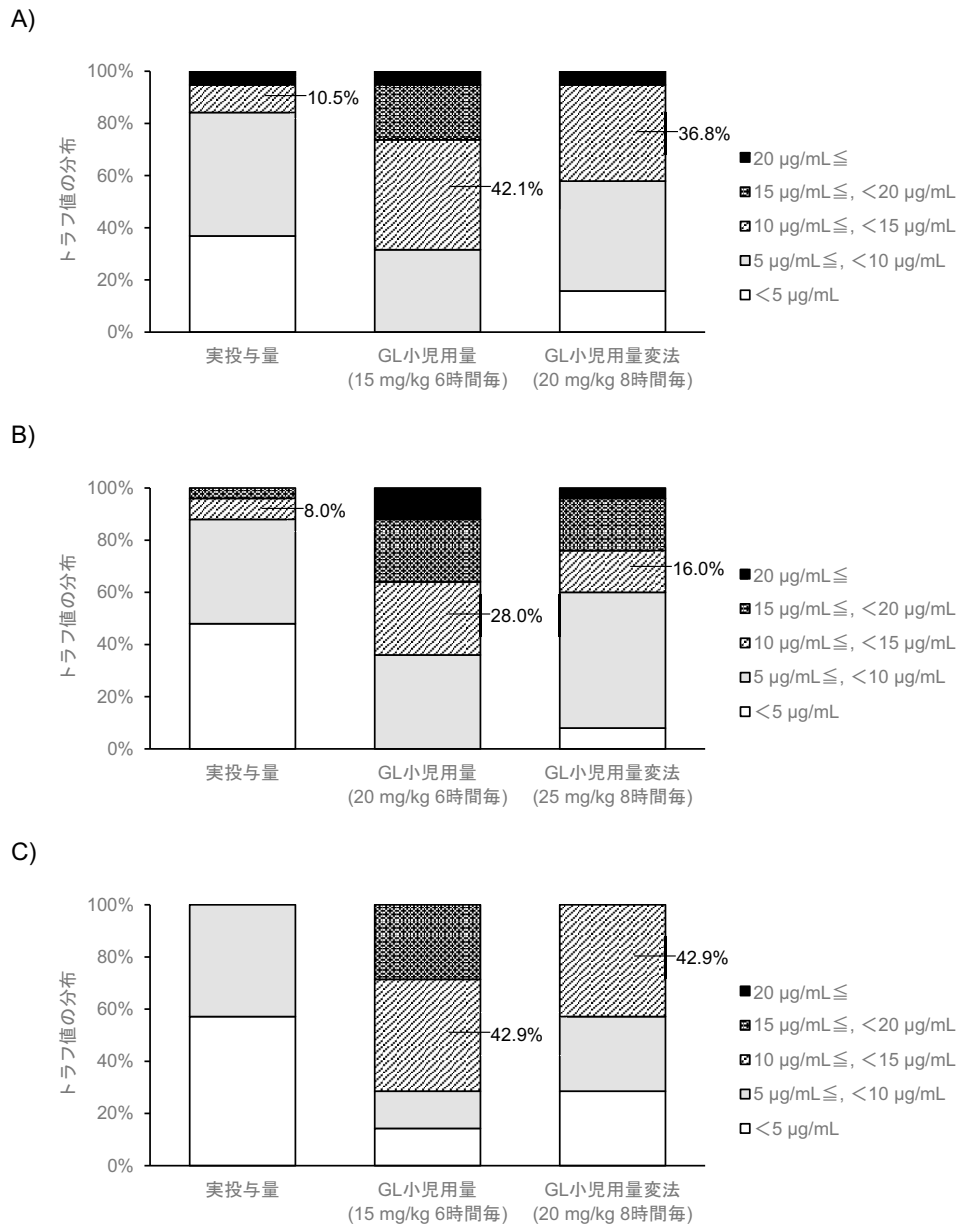 A)
100%
80%
60%
40%
20%
0%
トラフ値の分布
10.5%
42.1%
36.8%
20 µg/mL≦
15 µg/mL≦, <20 µg/mL
10 µg/mL≦, <15 µg/mL
5 µg/mL≦, <10 µg/mL
<5 µg/mL
実投与量
GL小児用量
(15 mg/kg 6時間毎)
GL小児用量変法
(20 mg/kg 8時間毎)
B)
100%
80%
60%
40%
20%
0%
トラフ値の分布
8.0%
28.0%
16.0%
20 µg/mL≦
15 µg/mL≦, <20 µg/mL
10 µg/mL≦, <15 µg/mL
5 µg/mL≦, <10 µg/mL
<5 µg/mL
実投与量
GL小児用量
(20 mg/kg 6時間毎)
GL小児用量変法
(25 mg/kg 8時間毎)
C)
100%
80%
60%
40%
20%
0%
トラフ値の分布
42.9%
42.9%
20 µg/mL≦
15 µg/mL≦, <20 µg/mL
10 µg/mL≦, <15 µg/mL
5 µg/mL≦, <10 µg/mL
<5 µg/mL
実投与量
GL小児用量
(15 mg/kg 6時間毎)
GL小児用量変法
(20 mg/kg 8時間毎)